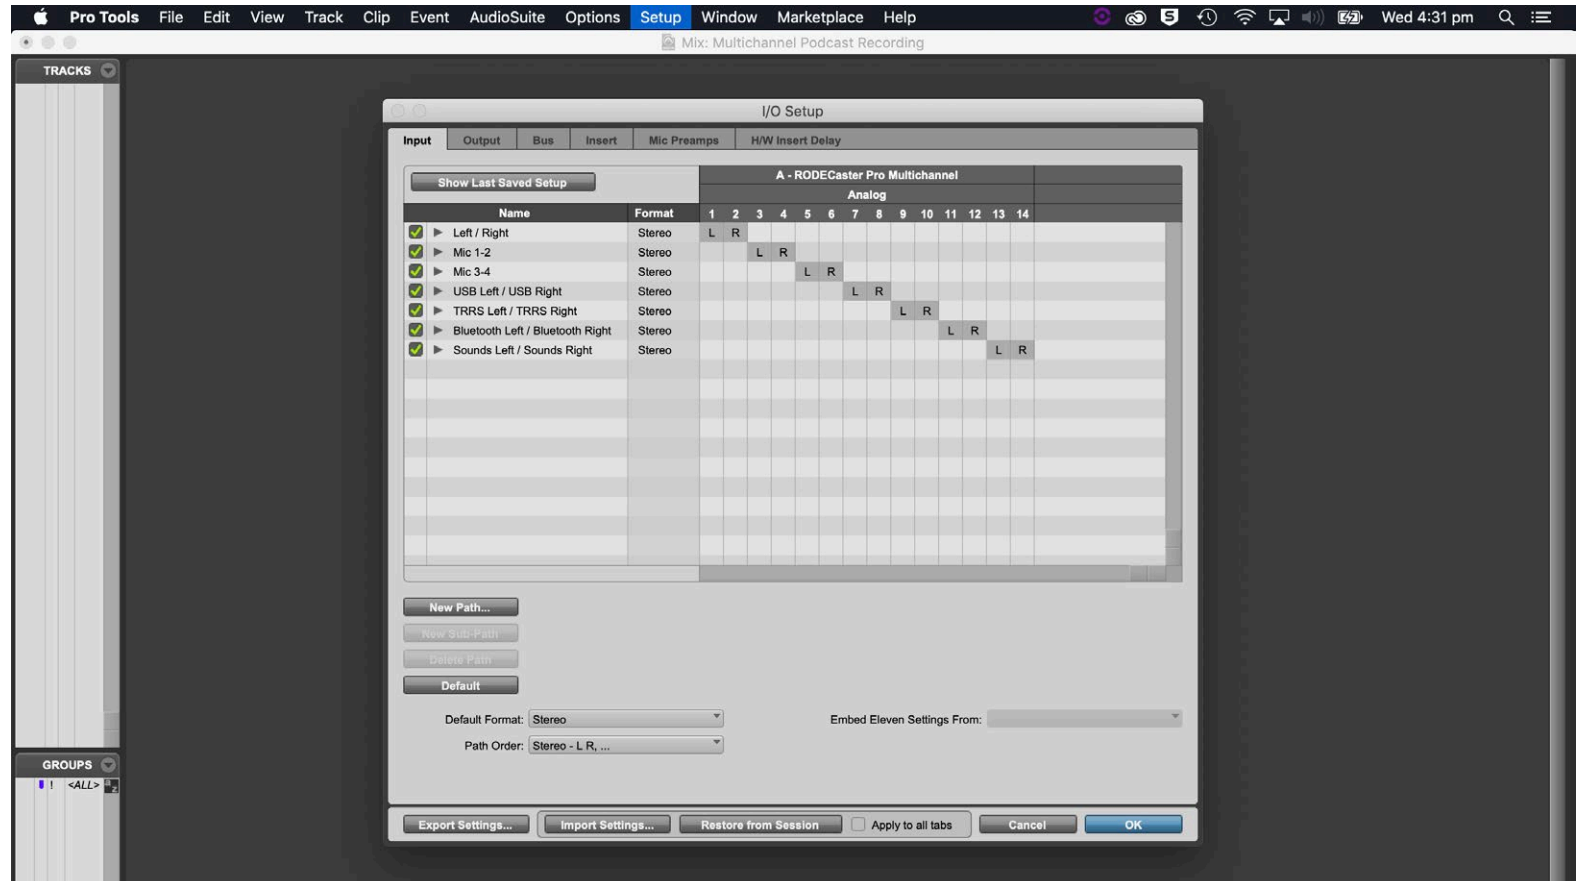 Pro Tools File Edit View Track Clip Event AudioSuite Options Setup Window Marketplace Help Wed 4:31 pm
Mix: Multichannel Podcast Recording
TRACKS
I/O Setup
Input Output Bus Insert Mic Preamps H/W Insert Delay
Show Last Saved Setup
A - RODECaster Pro Multichannel
Analog
Name Format 1 2 3 4 5 6 7 8 9 10 11 12 13 14
Left / Right Stereo L R
Mic 1-2 Stereo L R
Mic 3-4 Stereo L R
USB Left / USB Right Stereo L R
TRRS Left / TRRS Right Stereo L R
Bluetooth Left / Bluetooth Right Stereo L R
Sounds Left / Sounds Right Stereo L R
New Path...
New Sub-Path
Delete Path
Default
Default Format: Stereo Embed Eleven Settings From:
Path Order: Stereo - L R, ...
GROUPS
! <ALL> a z
Export Settings... Import Settings... Restore from Session Apply to all tabs Cancel OK